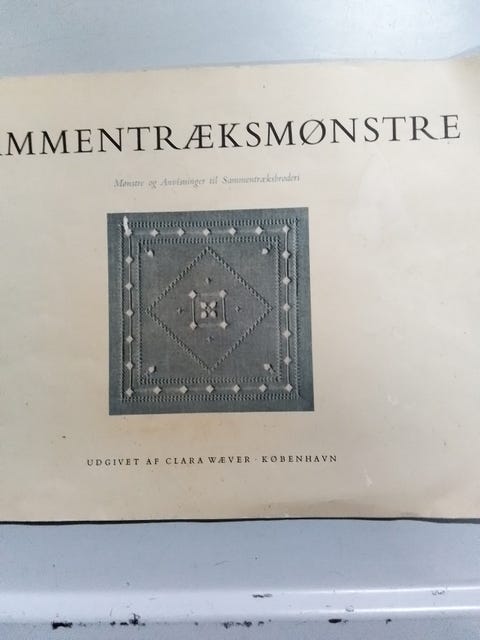 AMMENTRÆKSMØNSTRE
Mønstre og Anvisninger til Sammentræksbroderi
UDGIVET AF CLARA WÆVER · KØBENHAVN